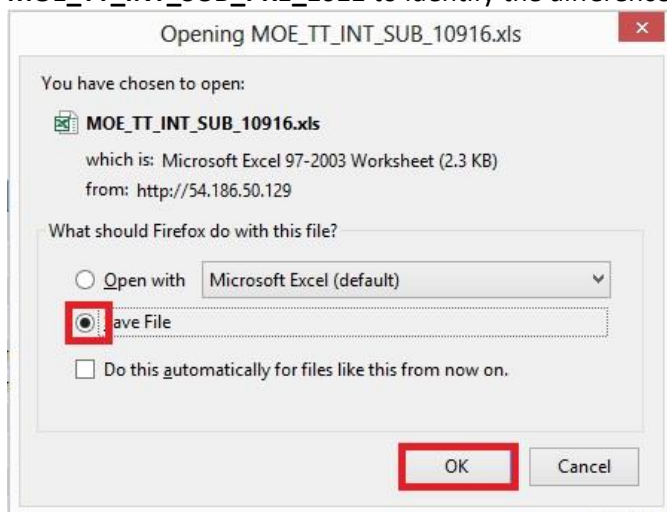 Opening MOE_TT_INT_SUB_10916.xls
You have chosen to open:
MOE_TT_INT_SUB_10916.xls
which is: Microsoft Excel 97-2003 Worksheet (2.3 KB)
from: http://54.186.50.129
What should Firefox do with this file?
Open with Microsoft Excel (default)
ave File
Do this automatically for files like this from now on.
OK Cancel